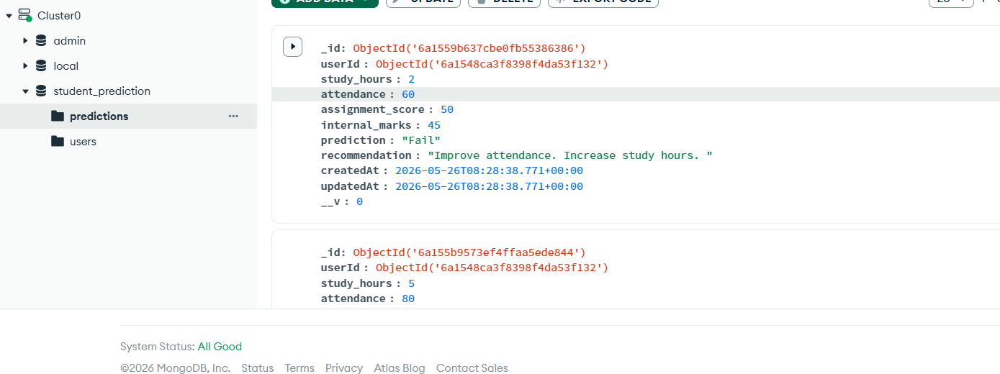 Cluster0
admin
local
student_prediction
predictions
users
ADD DATA
UPDATE
DELETE
EXPORT CODE
_id: ObjectId('6a1559b637cbe0fb55386386')
userId : ObjectId('6a1548ca3f8398f4da53f132')
study_hours : 2
attendance : 60
assignment_score : 50
internal_marks : 45
prediction : "Fail"
recommendation : "Improve attendance. Increase study hours. "
createdAt : 2026-05-26T08:28:38.771+00:00
updatedAt : 2026-05-26T08:28:38.771+00:00
__v : 0
_id: ObjectId('6a155b9573ef4ffaa5ede844')
userId : ObjectId('6a1548ca3f8398f4da53f132')
study_hours : 5
attendance : 80
System Status: All Good
©2026 MongoDB, Inc. Status Terms Privacy Atlas Blog Contact Sales